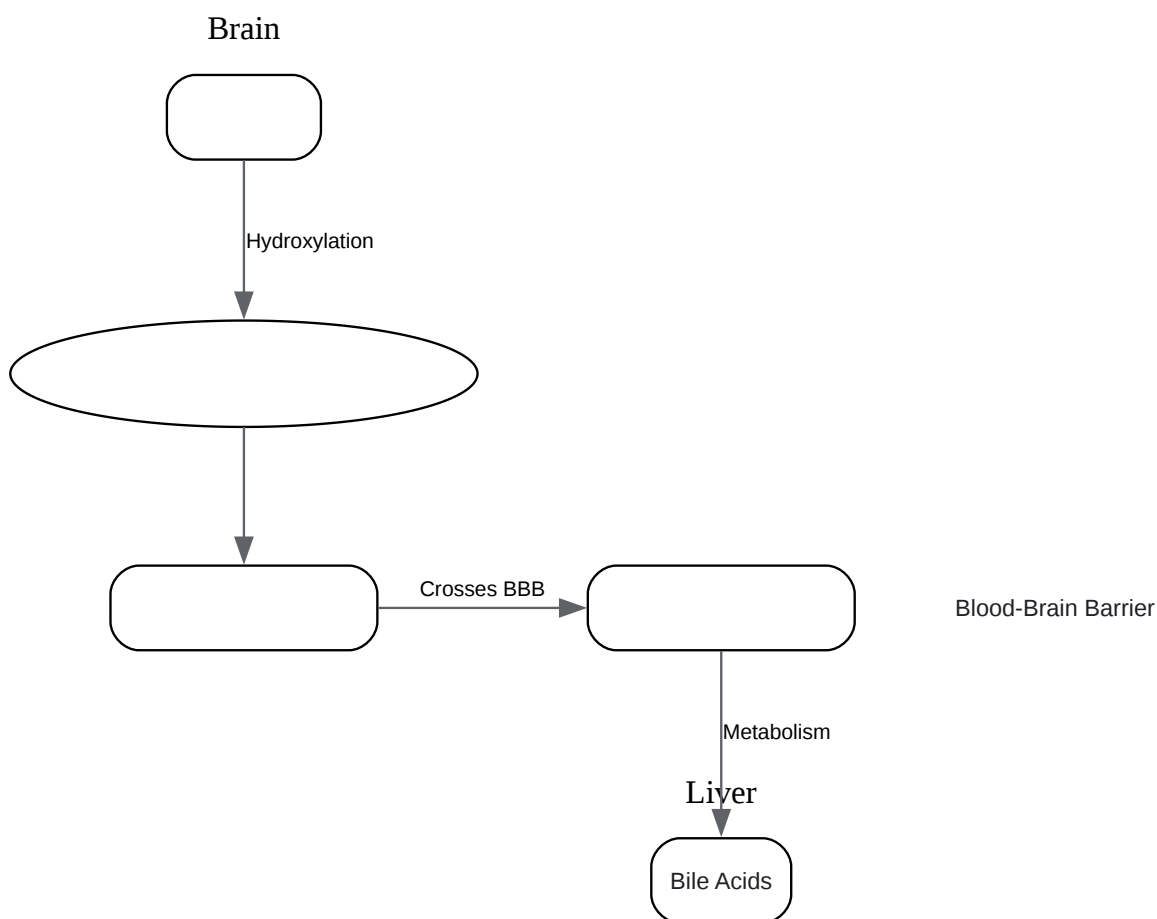 Brain
Hydroxylation
Crosses BBB
Blood-Brain Barrier
Metabolism
Liver
Bile Acids